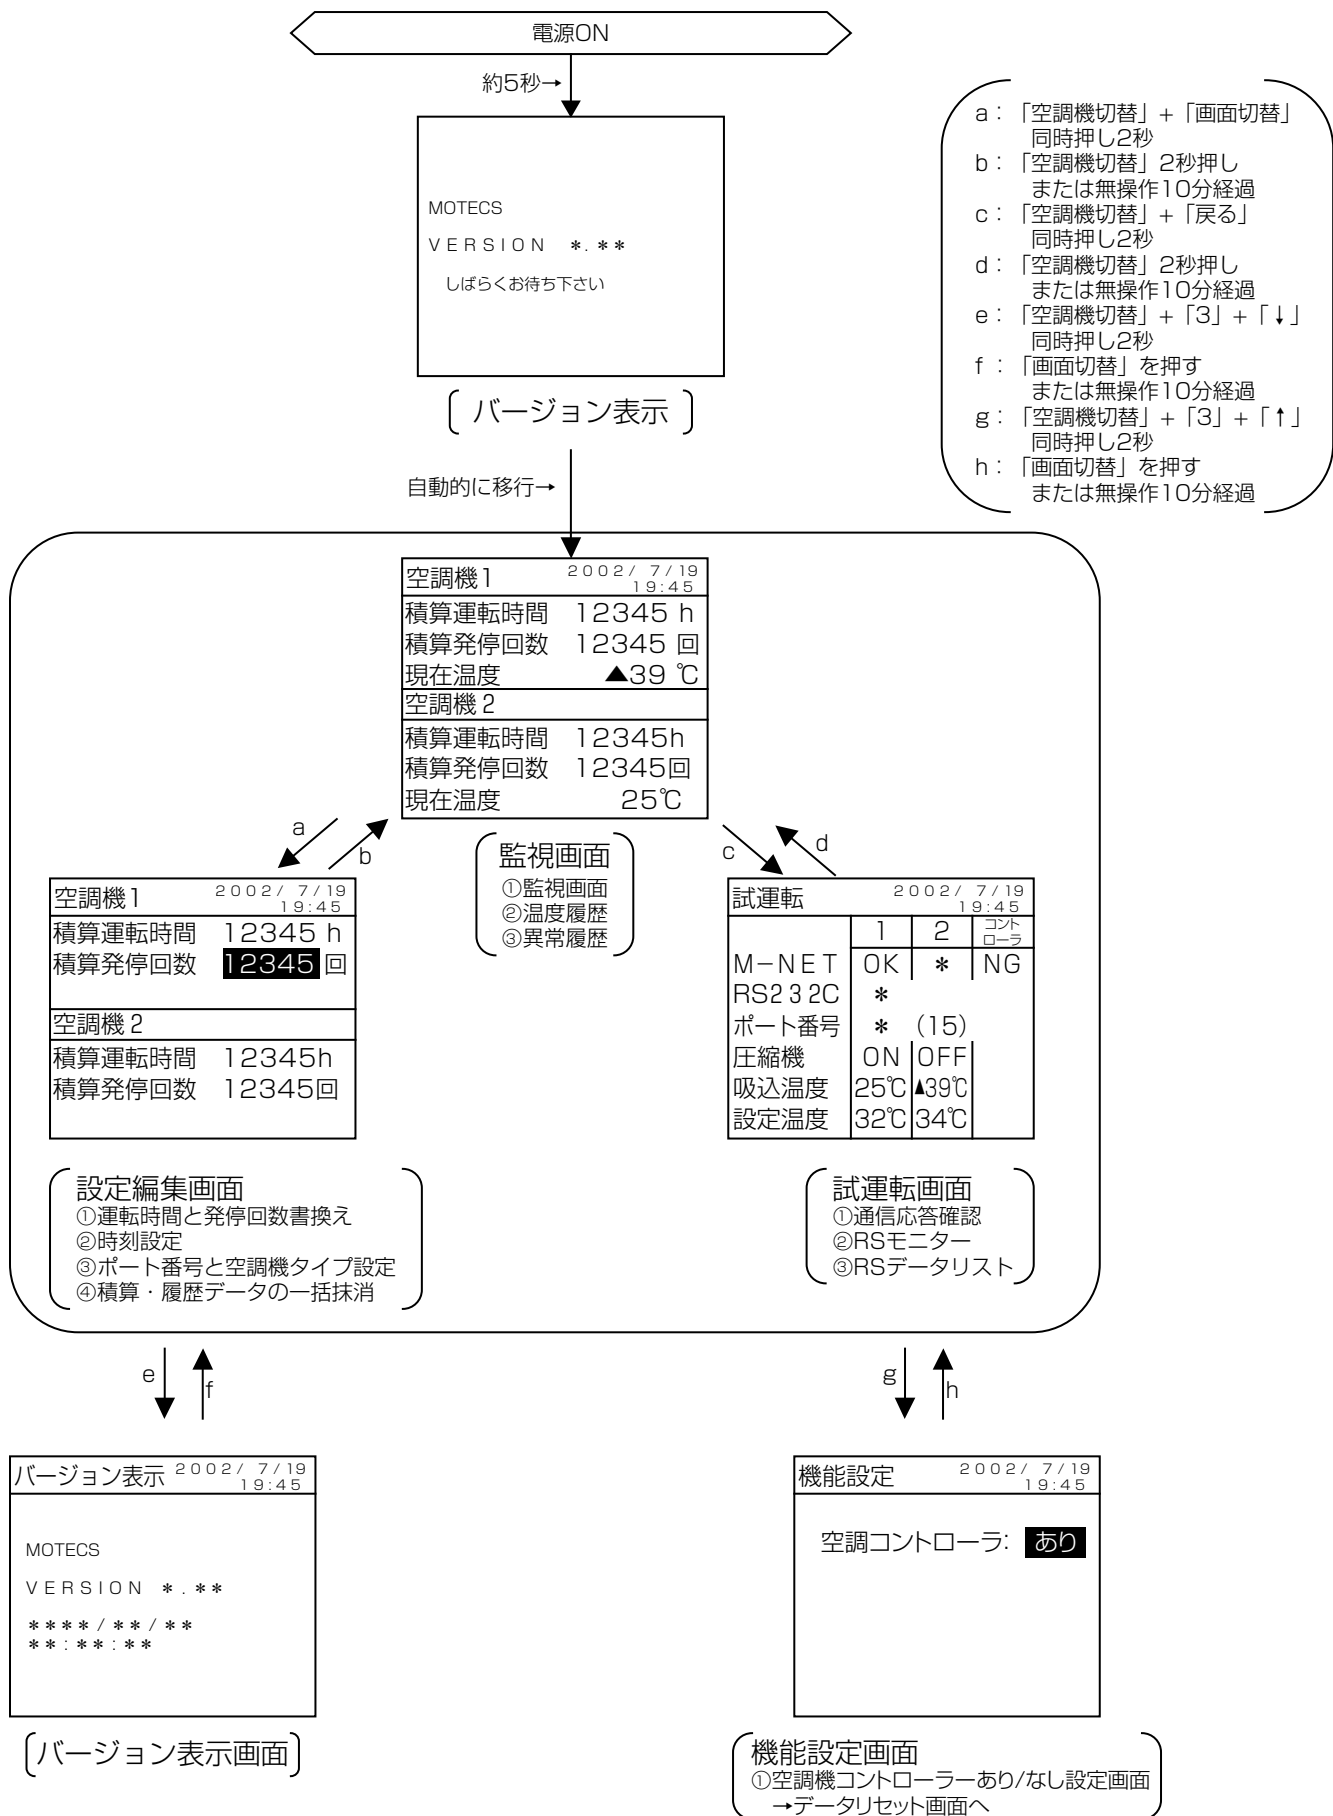 電源ON
約5秒→
MOTECS
VERSION *.**
しばらくお待ち下さい
バージョン表示
自動的に移行→
a:「空調機切替」+「画面切替」
同時押し2秒
b:「空調機切替」2秒押し
または無操作10分経過
c:「空調機切替」+「戻る」
同時押し2秒
d:「空調機切替」2秒押し
または無操作10分経過
e:「空調機切替」+「3」+「↓」
同時押し2秒
f:「画面切替」を押す
または無操作10分経過
g:「空調機切替」+「3」+「↑」
同時押し2秒
h:「画面切替」を押す
または無操作10分経過
空調機1 2002/ 7/19
19:45
積算運転時間 12345 h
積算発停回数 12345 回
現在温度 ▲39 ℃
空調機2
積算運転時間 12345h
積算発停回数 12345回
現在温度 25℃
a
b
c
d
監視画面
①監視画面
②温度履歴
③異常履歴
空調機1 2002/ 7/19
19:45
積算運転時間 12345 h
積算発停回数 12345 回
空調機2
積算運転時間 12345h
積算発停回数 12345回
設定編集画面
①運転時間と発停回数書換え
②時刻設定
③ポート番号と空調機タイプ設定
④積算・履歴データの一括抹消
試運転 2002/ 7/19
19:45
1 2 コント
ローラ
M-NET OK * NG
RS232C *
ポート番号 * (15)
圧縮機 ON OFF
吸込温度 25℃ ▲39℃
設定温度 32℃ 34℃
試運転画面
①通信応答確認
②RSモニター
③RSデータリスト
e
f
g
h
バージョン表示 2002/ 7/19
19:45
MOTECS
VERSION *.**
****/**/**
**:**:**
バージョン表示画面
機能設定 2002/ 7/19
19:45
空調コントローラ: あり
機能設定画面
①空調機コントローラーあり/なし設定画面
→データリセット画面へ